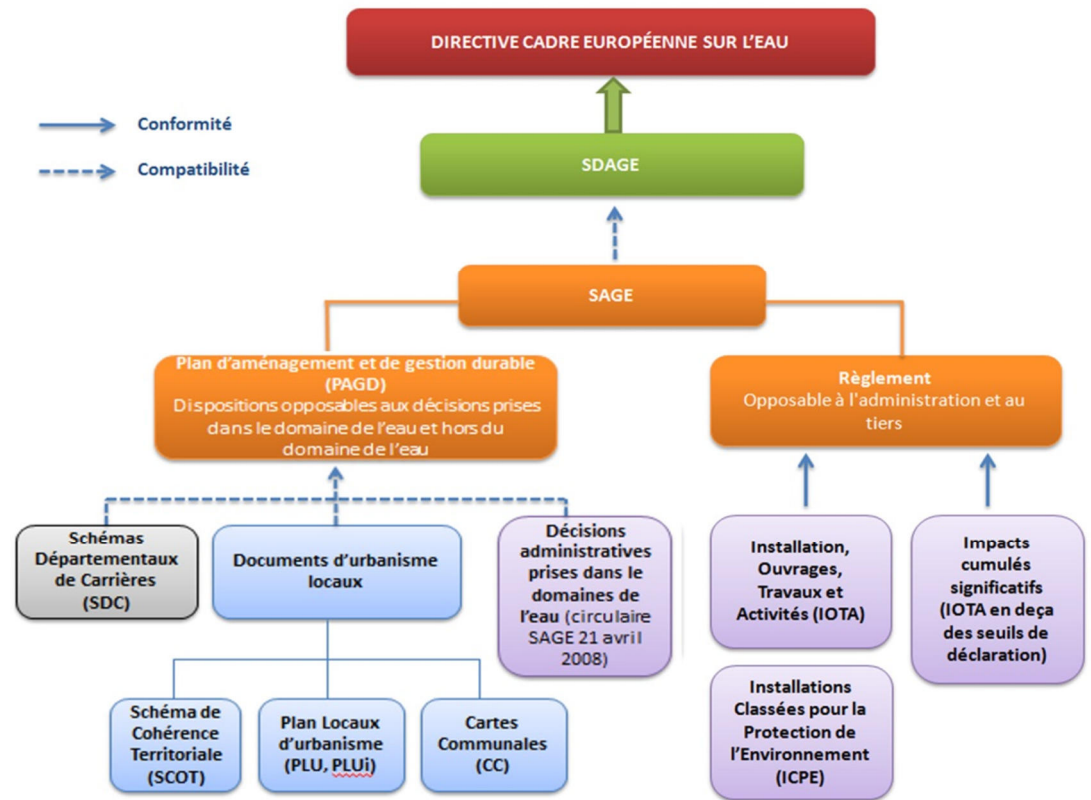 DIRECTIVE CADRE EUROPÉENNE SUR L'EAU
Conformité
Compatibilité
SDAGE
SAGE
Plan d'aménagement et de gestion durable
(PAGD)
Dispositions opposables aux décisions prises
dans le domaine de l'eau et hors du
domaine de l'eau
Règlement
Opposable à l'administration et au
tiers
Schémas
Départementaux
de Carrières
(SDC)
Documents d'urbanisme
locaux
Décisions
administratives
prises dans le
domaines de
l'eau (circulaire
SAGE 21 avril
2008)
Installation,
Ouvrages,
Travaux et
Activités (IOTA)
Impacts
cumulés
significatifs
(IOTA en deça
des seuils de
déclaration)
Schéma de
Cohérence
Territoriale
(SCOT)
Plan Locaux
d'urbanisme
(PLU, PLUi)
Cartes
Communales
(CC)
Installations
Classées pour la
Protection de
l'Environnement
(ICPE)